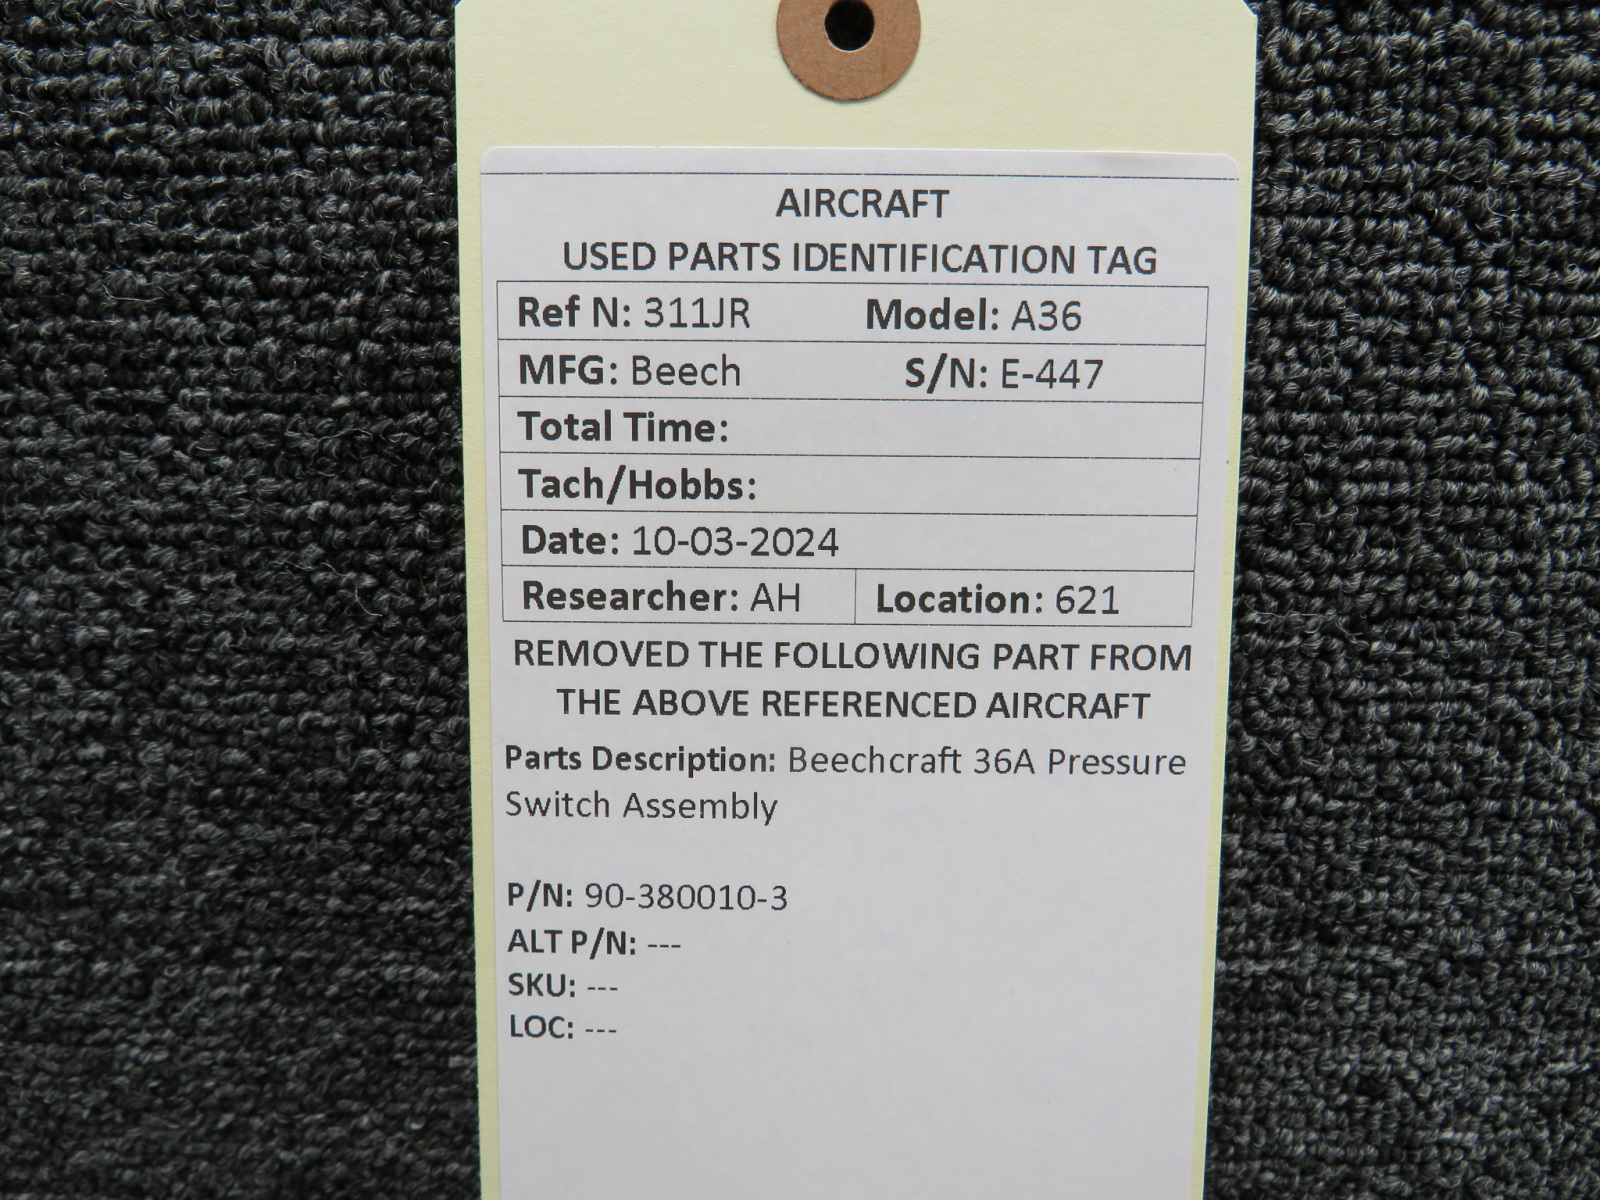 AIRCRAFT
USED PARTS IDENTIFICATION TAG
Ref N: 311JR Model: A36
MFG: Beech S/N: E-447
Total Time:
Tach/Hobbs:
Date: 10-03-2024
Researcher: AH Location: 621
REMOVED THE FOLLOWING PART FROM
THE ABOVE REFERENCED AIRCRAFT
Parts Description: Beechcraft 36A Pressure
Switch Assembly
P/N: 90-380010-3
ALT P/N: ---
SKU: ---
LOC: ---